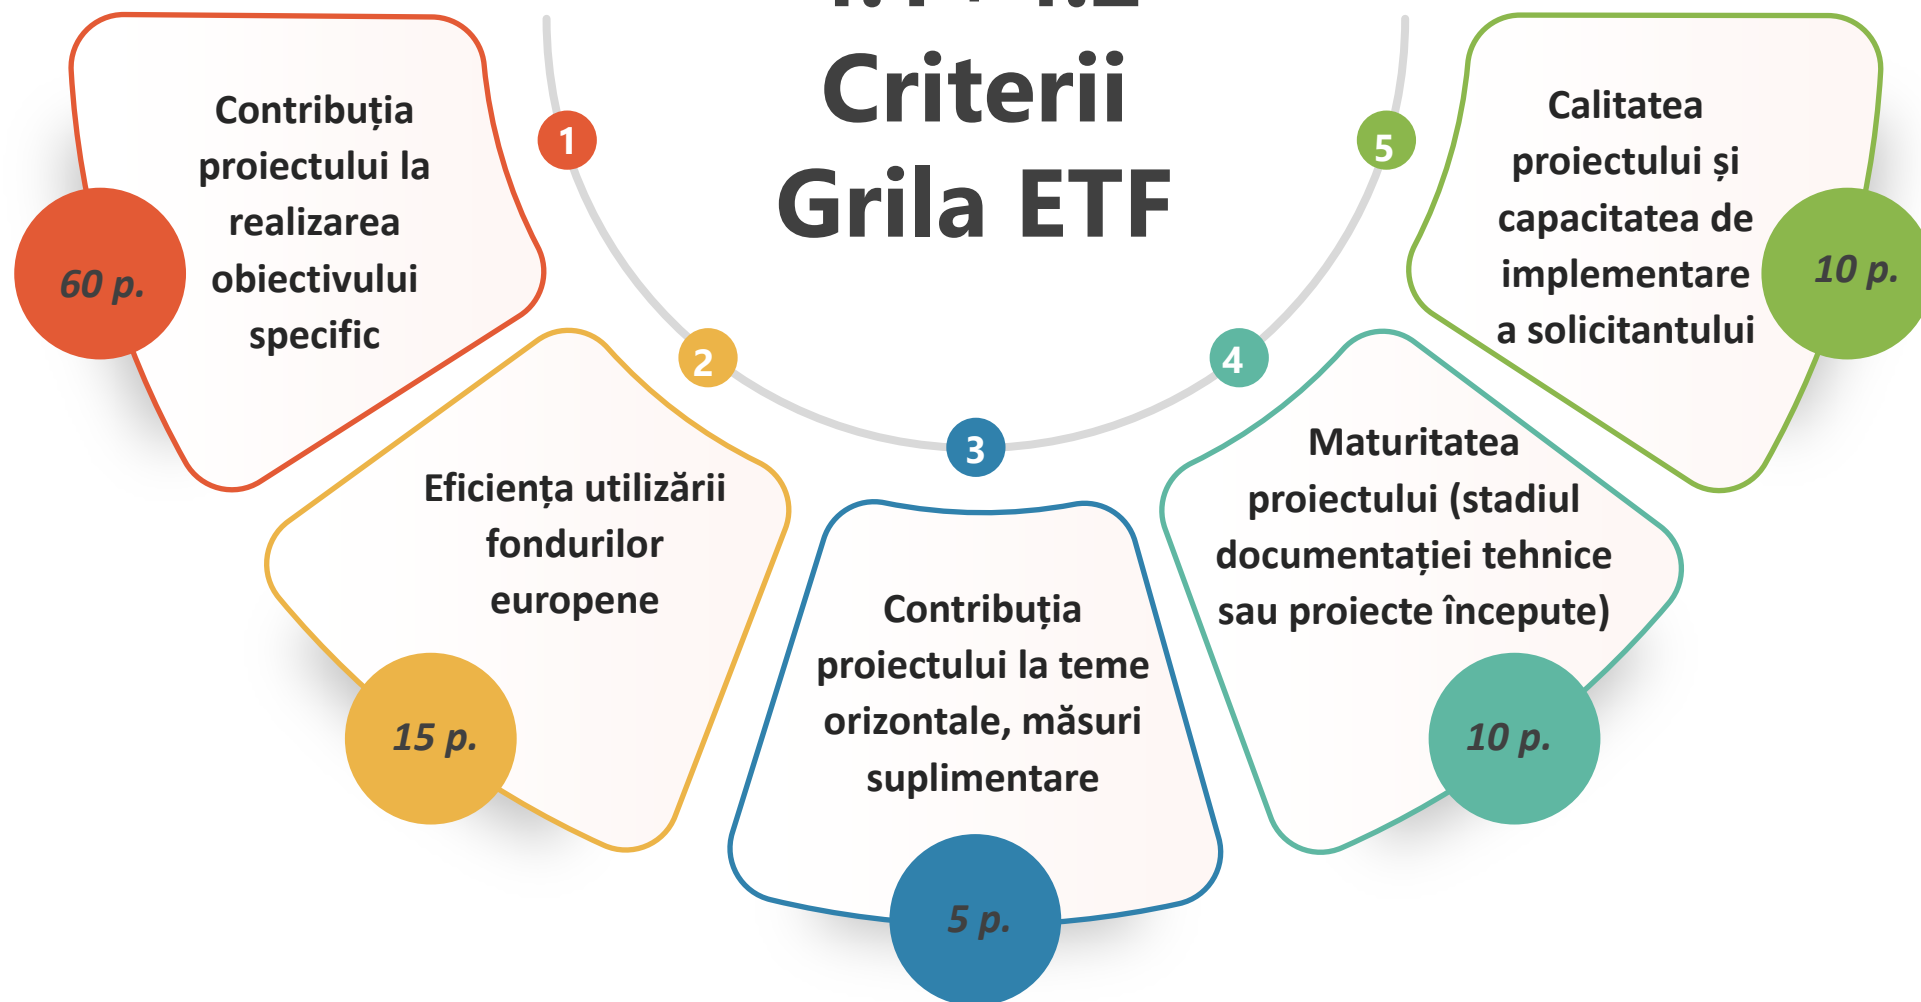 Criterii
Grila ETF
1
Contribuția
proiectului la
realizarea
obiectivului
specific
60 p.
2
Eficiența utilizării
fondurilor
europene
15 p.
3
Contribuția
proiectului la teme
orizontale, măsuri
suplimentare
5 p.
4
Maturitatea
proiectului (stadiul
documentației tehnice
sau proiecte începute)
10 p.
5
Calitatea
proiectului și
capacitatea de
implementare
a solicitantului
10 p.